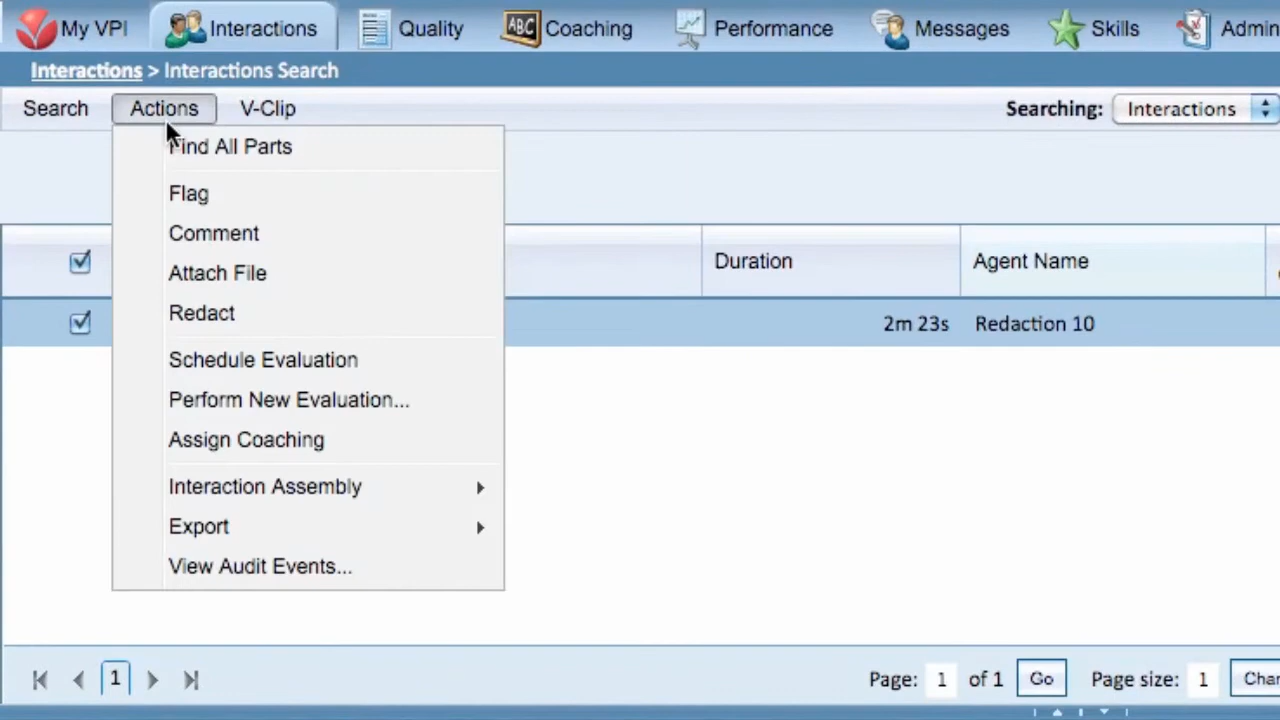 My VPI Interactions Quality ABC Coaching Performance Messages Skills Admin
Interactions > Interactions Search
Search Actions V-Clip Searching: Interactions
Find All Parts
Flag
Comment
Attach File
Redact
Schedule Evaluation
Perform New Evaluation...
Assign Coaching
Interaction Assembly
Export
View Audit Events...
Duration Agent Name
2m 23s Redaction 10
1 Page: 1 of 1 Go Page size: 1 Char